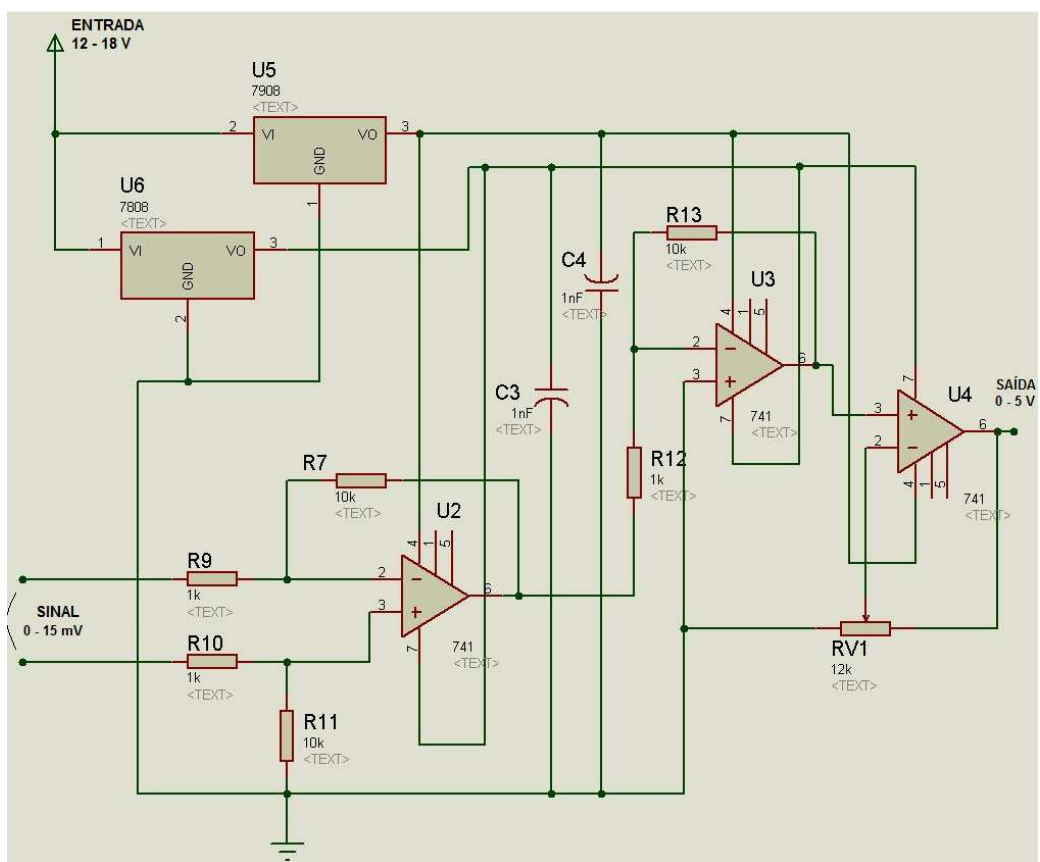 ENTRADA
12 - 18 V
U5
7908
<TEXT>
2
VI
VO
3
GND
1
U6
7808
<TEXT>
1
VI
VO
3
GND
2
R13
10k
<TEXT>
C4
1nF
<TEXT>
U3
4
1
5
2
3
6
7
741
<TEXT>
C3
1nF
<TEXT>
U4
7
3
2
6
4
1
5
741
<TEXT>
SAÍDA
0 - 5 V
R7
10k
<TEXT>
R12
1k
<TEXT>
U2
4
1
5
2
3
6
7
741
<TEXT>
R9
1k
<TEXT>
SINAL
0 - 15 mV
R10
1k
<TEXT>
R11
10k
<TEXT>
RV1
12k
<TEXT>